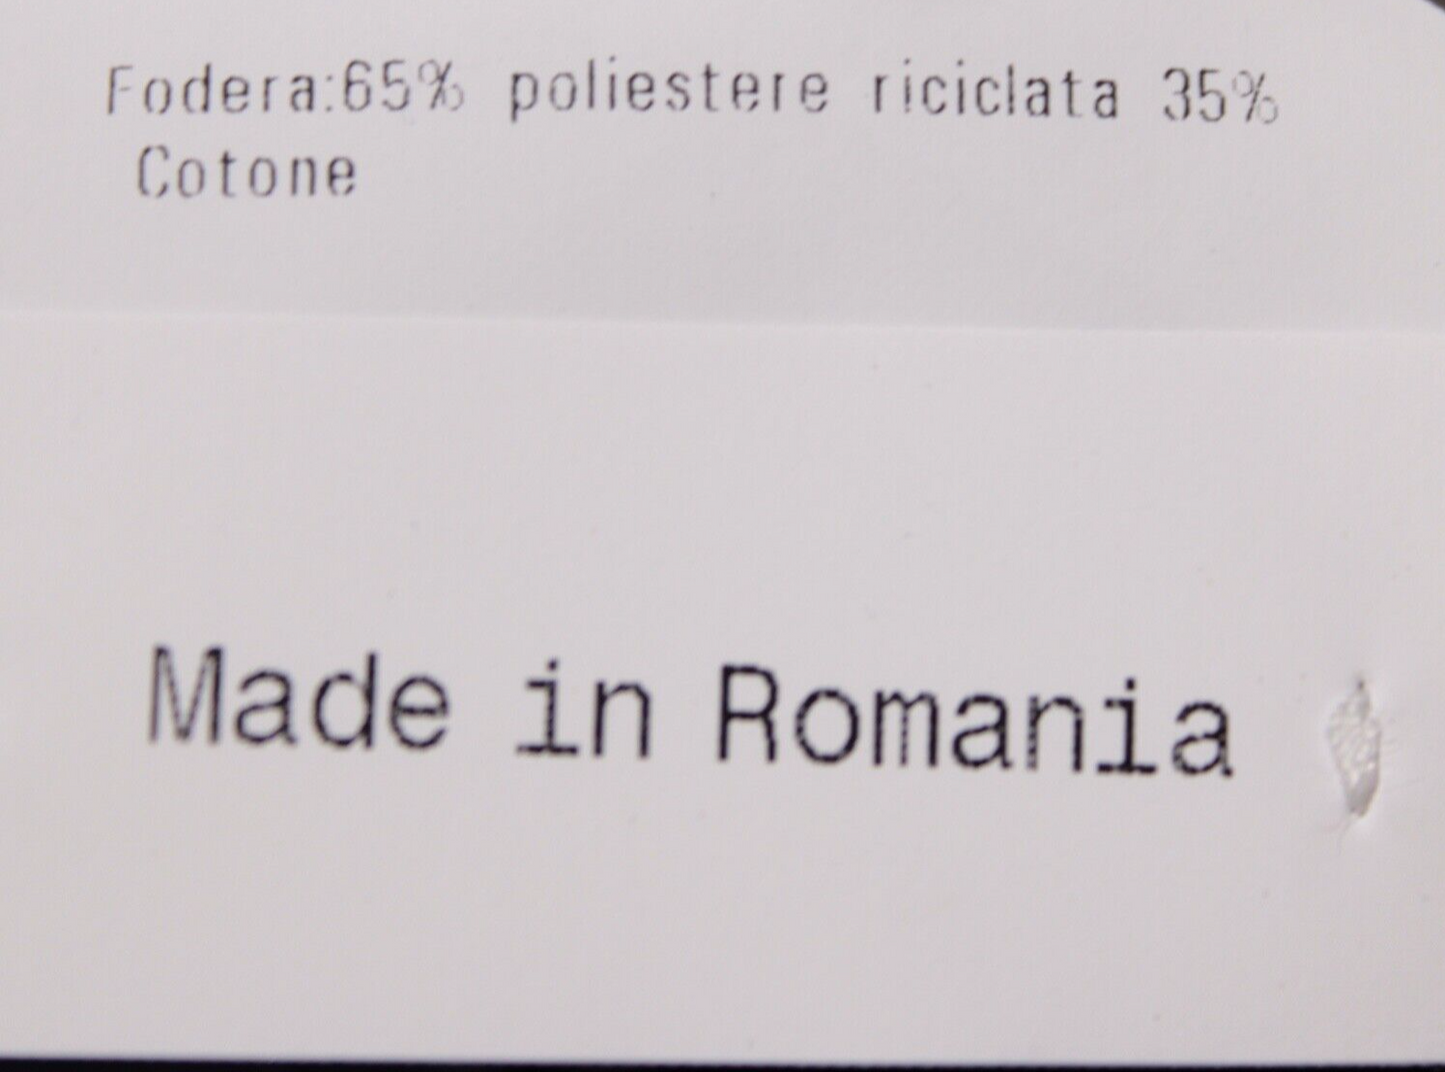 Fodera:65% poliestere riciclata 35%
Cotone
Made in Romania